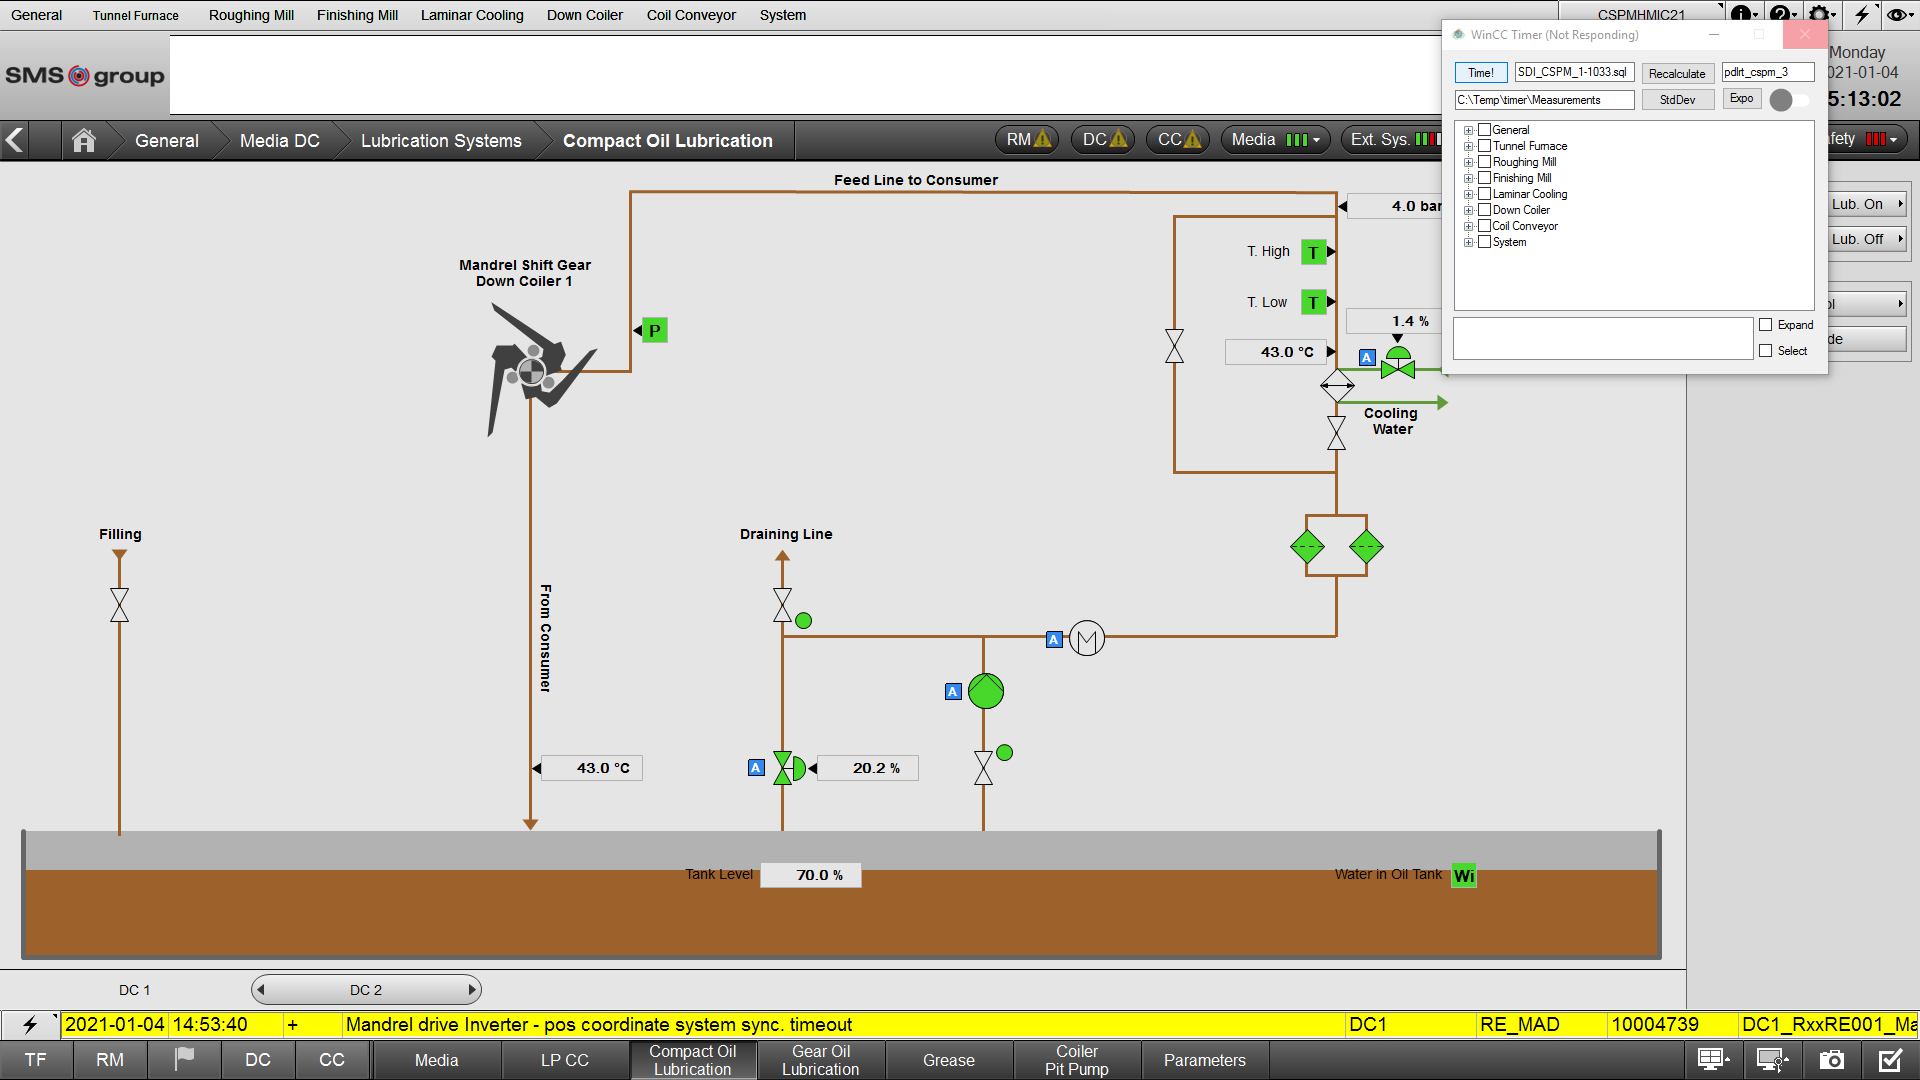 General Tunnel Furnace Roughing Mill Finishing Mill Laminar Cooling Down Coiler Coil Conveyor System CSPMHMIC21
WinCC Timer (Not Responding)
SMS group
Monday
2021-01-04
5:13:02
Time! SDI_CSPM_1-1033.sql Recalculate pdlrt_cspm_3
C:\Temp\timer\Measurements StdDev Expo
General
Tunnel Furnace
Roughing Mill
Finishing Mill
Laminar Cooling
Down Coiler
Coil Conveyor
System
Expand
Select
General Media DC Lubrication Systems Compact Oil Lubrication RM DC CC Media Ext. Sys. fety
Lub. On
Lub. Off
ol
de
Feed Line to Consumer
4.0 bar
T. High T
T. Low T
1.4 %
43.0 °C A
Cooling
Water
Mandrel Shift Gear
Down Coiler 1
P
Filling
Draining Line
From Consumer
A M
A
43.0 °C
A 20.2 %
Tank Level 70.0 %
Water in Oil Tank Wi
DC 1 DC 2
2021-01-04 14:53:40 + Mandrel drive Inverter - pos coordinate system sync. timeout DC1 RE_MAD 10004739 DC1_RxxRE001_Ma
TF RM DC CC Media LP CC Compact Oil Lubrication Gear Oil Lubrication Grease Coiler Pit Pump Parameters